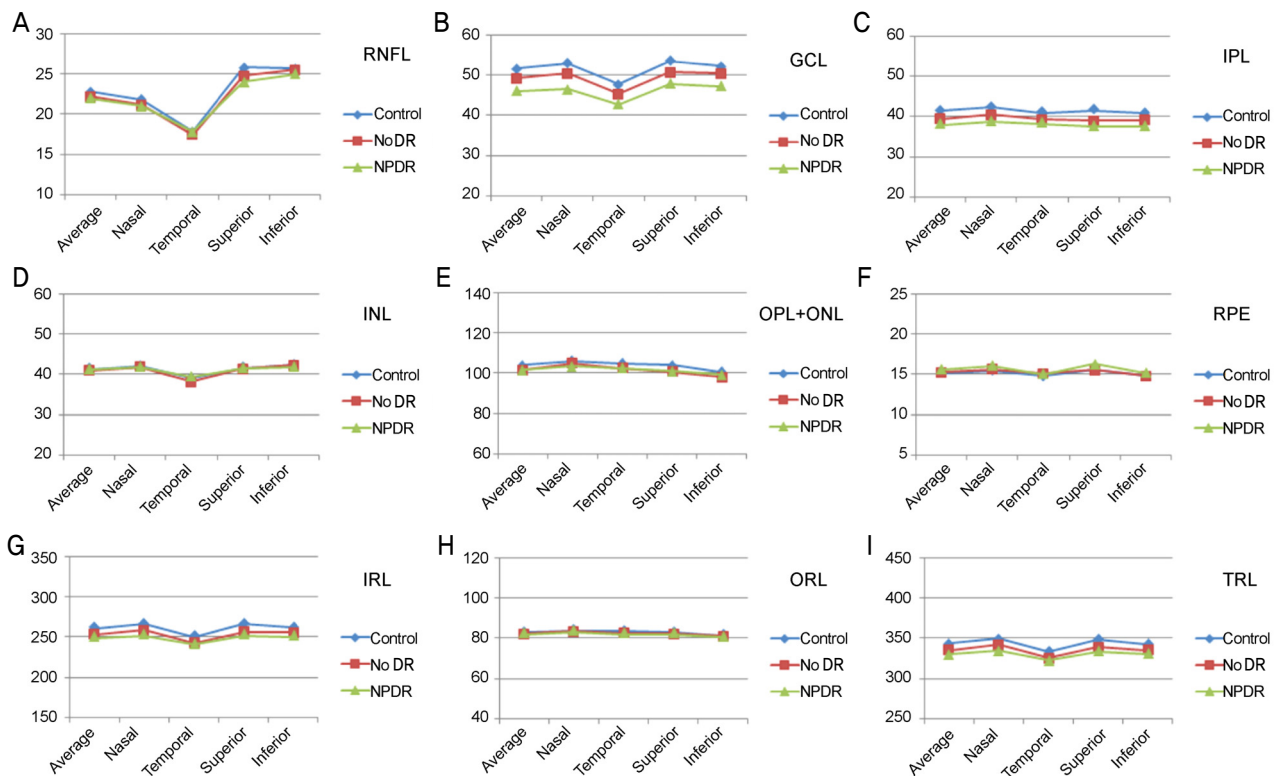 A
RNFL
30
25
20
15
10
Control
No DR
NPDR
Average
Nasal
Temporal
Superior
Inferior
B
GCL
60
50
40
30
20
Control
No DR
NPDR
Average
Nasal
Temporal
Superior
Inferior
C
IPL
60
50
40
30
20
Control
No DR
NPDR
Average
Nasal
Temporal
Superior
Inferior
D
INL
60
50
40
30
20
Control
No DR
NPDR
Average
Nasal
Temporal
Superior
Inferior
E
OPL+ONL
140
120
100
80
60
Control
No DR
NPDR
Average
Nasal
Temporal
Superior
Inferior
F
RPE
25
20
15
15
5
Control
No DR
NPDR
Average
Nasal
Temporal
Superior
Inferior
G
IRL
350
300
250
200
150
Control
No DR
NPDR
Average
Nasal
Temporal
Superior
Inferior
H
ORL
120
100
80
60
40
Control
No DR
NPDR
Average
Nasal
Temporal
Superior
Inferior
I
TRL
450
400
350
300
250
Control
No DR
NPDR
Average
Nasal
Temporal
Superior
Inferior